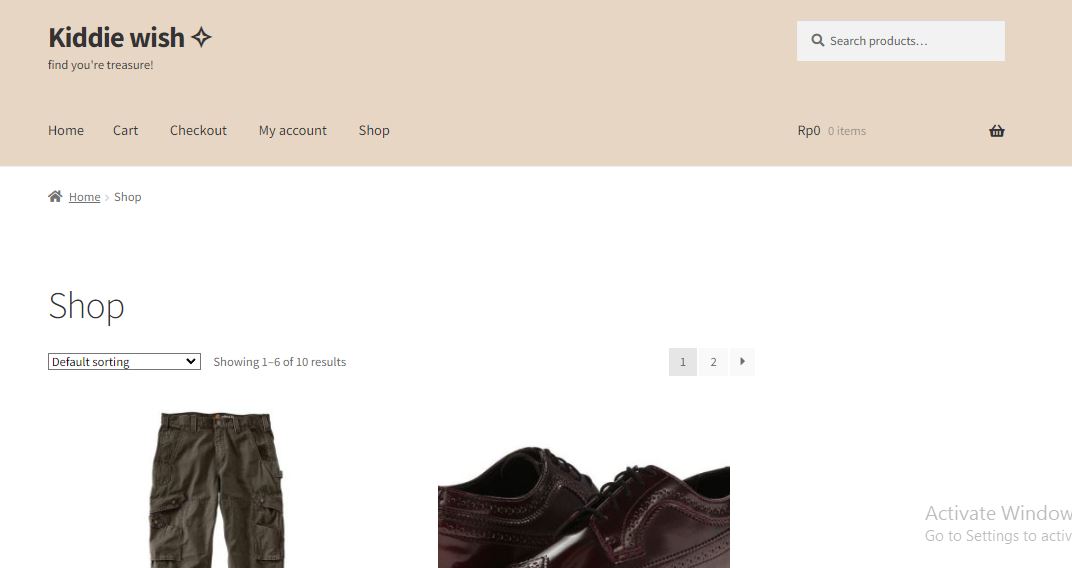 Kiddie wish ✧
find you're treasure!
Search products…
Home Cart Checkout My account Shop
Rp0 0 items
Home › Shop
Shop
Default sorting
Showing 1–6 of 10 results
1 2
Activate Window
Go to Settings to activ